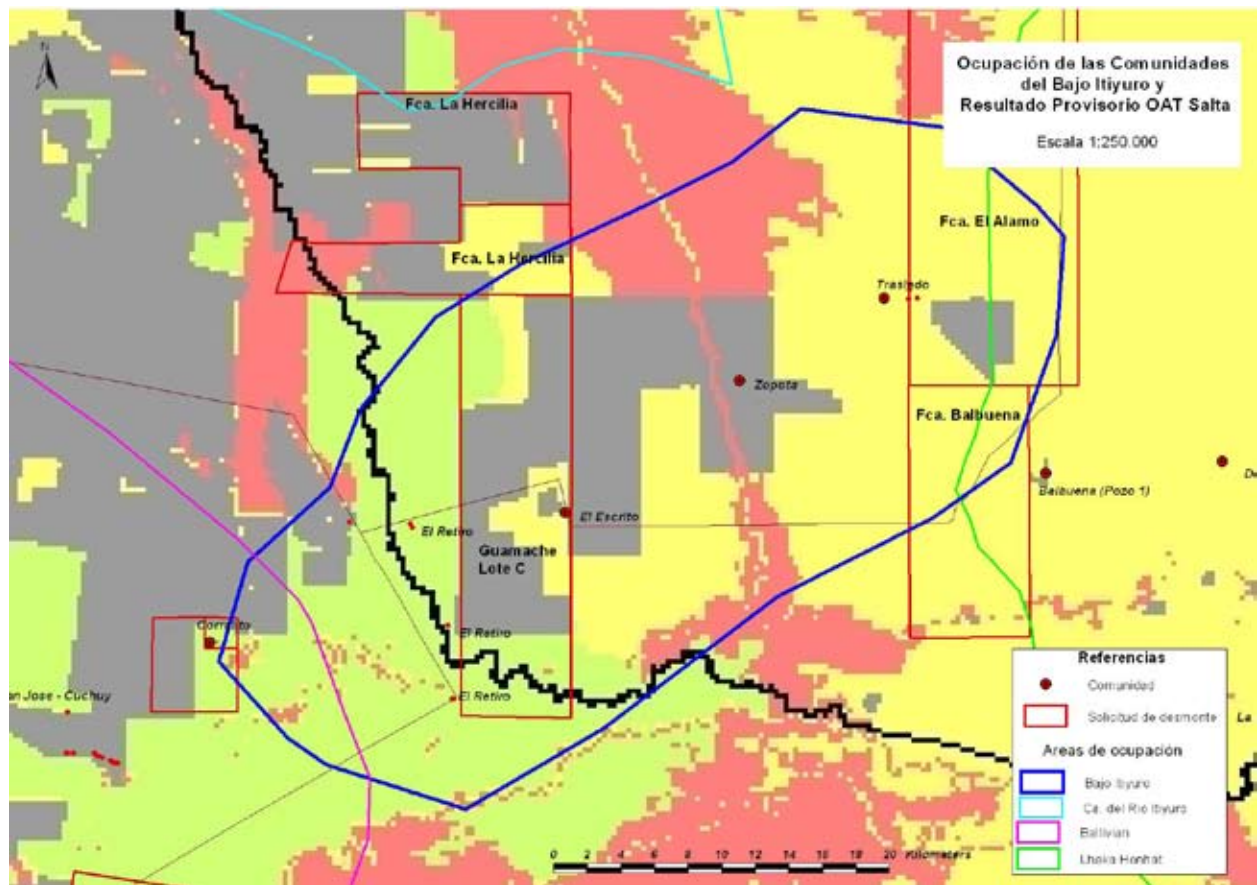 N
Ocupación de las Comunidades
del Bajo Itiyuro y
Resultado Provisorio OAT Salta
Escala 1:250.000
Fca. La Hercilia
Fca. El Alamo
Fca. La Hercilia
Traslado
Zopota
Fca. Balbuena
Balbuena (Pozo 1)
De
El Escrito
El Retiro
Guamache
Lote C
El Retiro
Corralito
El Retiro
an Jose - Cuchuy
La
Referencias
Comunidad
Solicitud de desmonte
Areas de ocupación
Bajo Itiyuro
Ca. del Rio Itiyuro
Ballivian
Lhaka Honhat
0 2 4 6 8 10 12 14 16 18 20 Kilometers